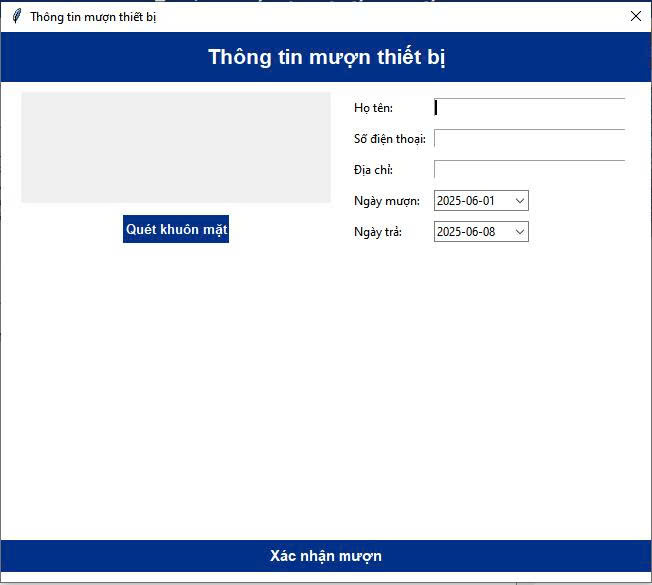 Thông tin mượn thiết bị
Thông tin mượn thiết bị
Họ tên:
Số điện thoại:
Địa chỉ:
Ngày mượn: 2025-06-01
Ngày trả: 2025-06-08
Quét khuôn mặt
Xác nhận mượn